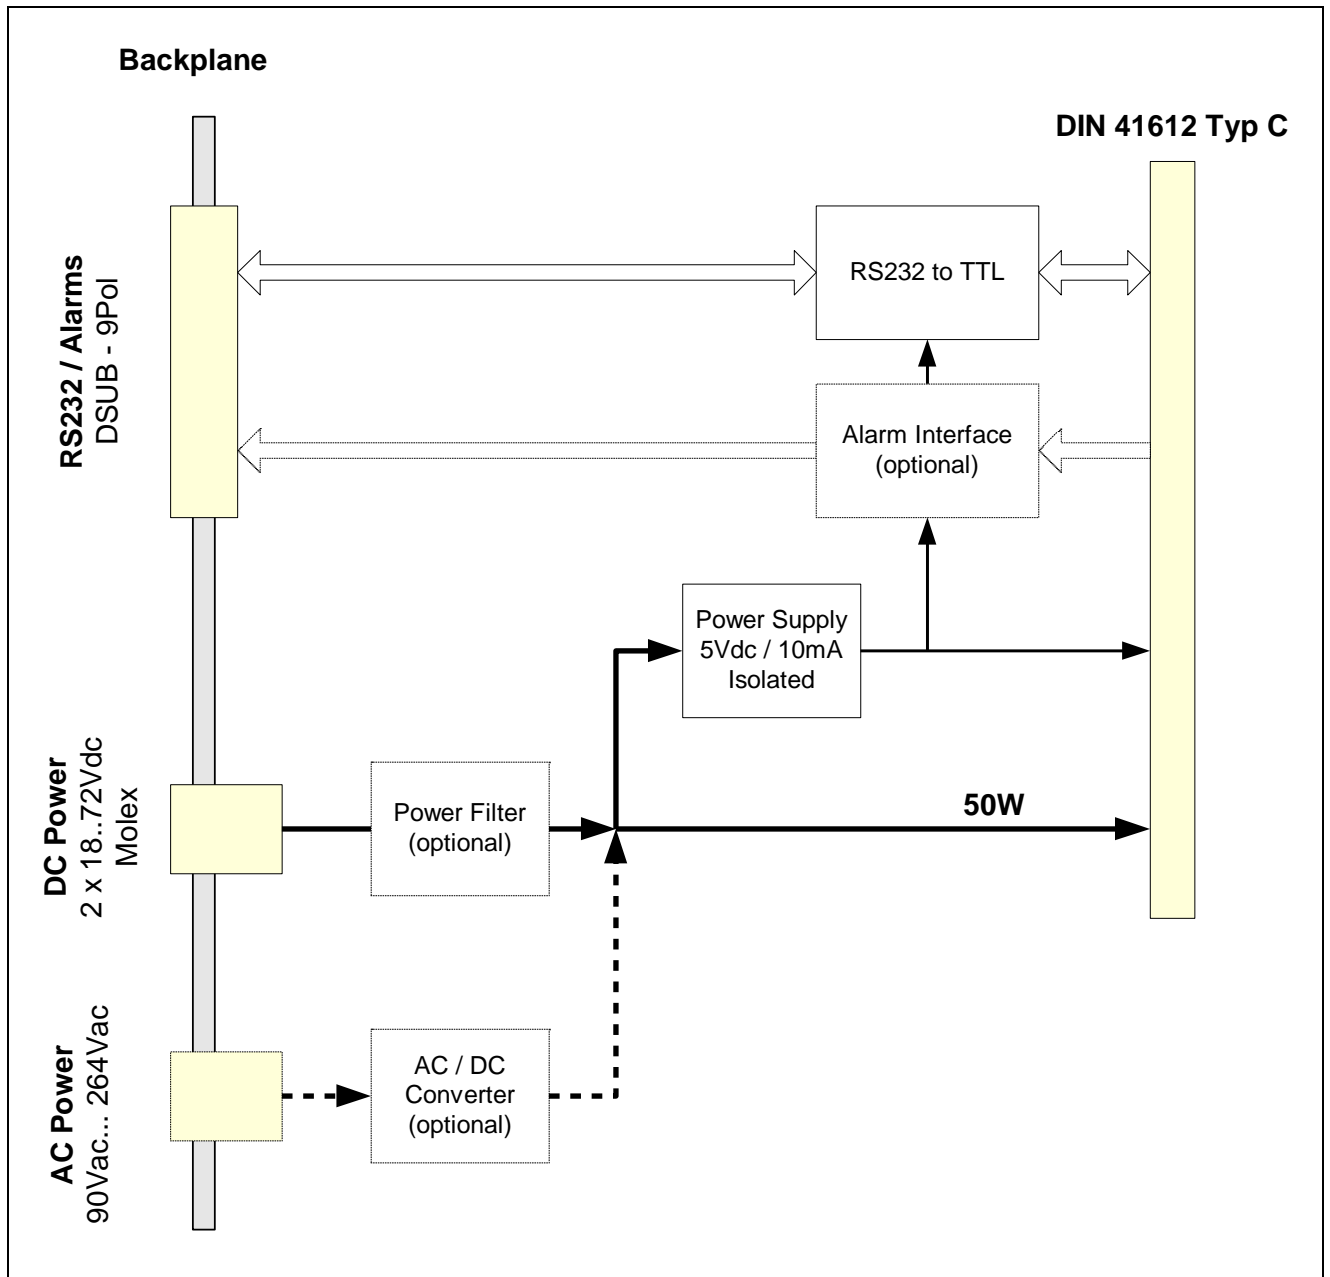 Backplane
DIN 41612 Typ C
RS232 / Alarms
DSUB - 9Pol
RS232 to TTL
Alarm Interface
(optional)
Power Supply
5Vdc / 10mA
Isolated
DC Power
2 x 18..72Vdc
Molex
Power Filter
(optional)
50W
AC Power
90Vac... 264Vac
AC / DC
Converter
(optional)